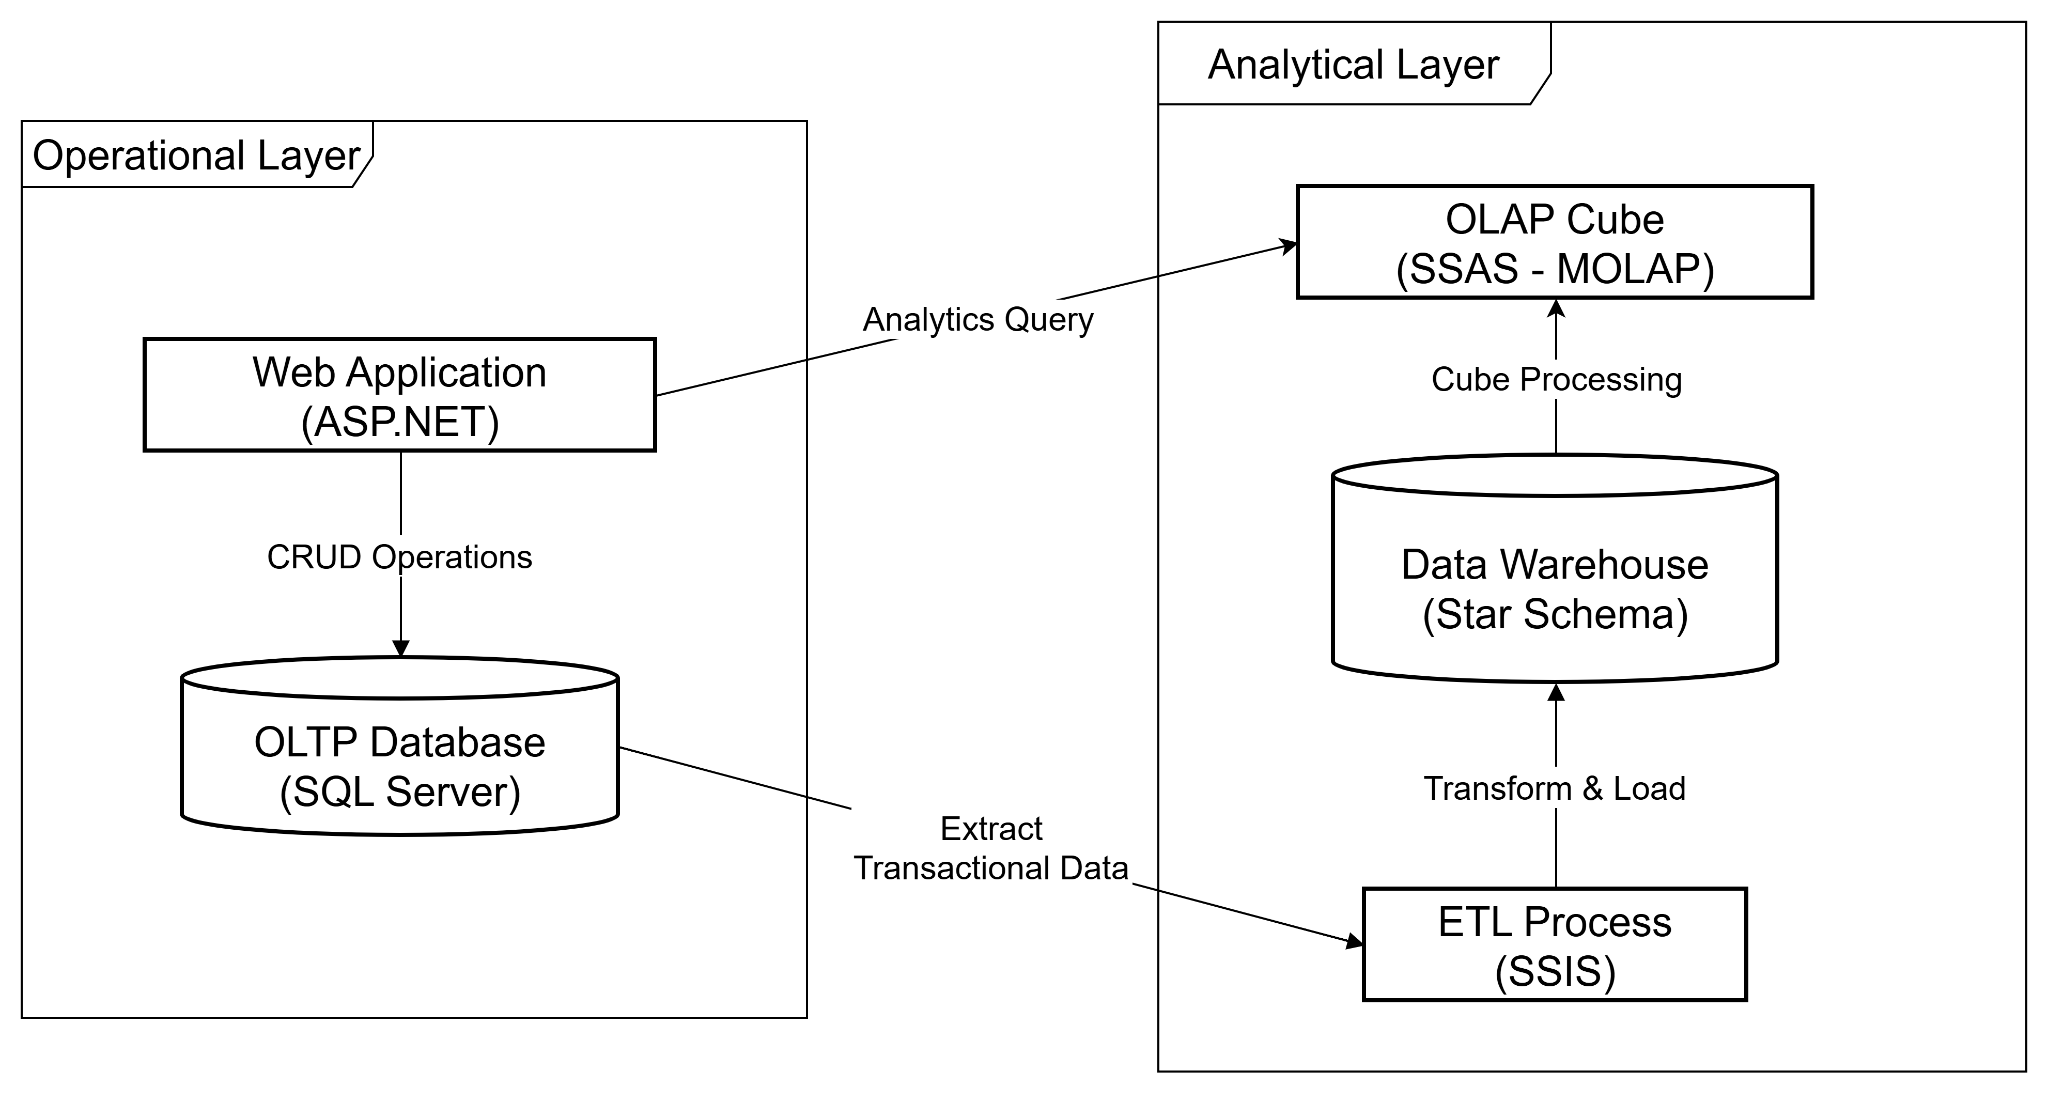 Operational Layer
Web Application
(ASP.NET)
CRUD Operations
OLTP Database
(SQL Server)
Analytics Query
Extract
Transactional Data
Analytical Layer
OLAP Cube
(SSAS - MOLAP)
Cube Processing
Data Warehouse
(Star Schema)
Transform & Load
ETL Process
(SSIS)